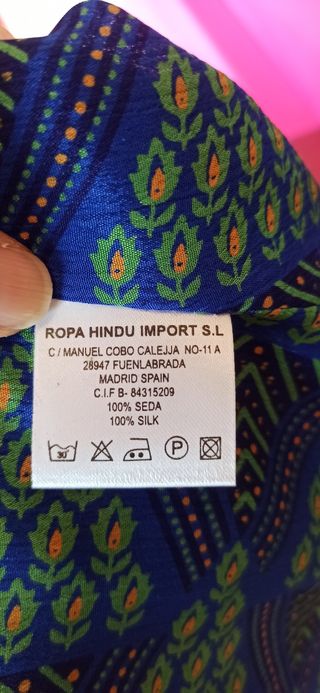 ROPA HINDU IMPORT S.L
C / MANUEL COBO CALEJJA NO-11 A
28947 FUENLABRADA
MADRID SPAIN
C.I.F B- 84315209
100% SEDA
100% SILK
30 P